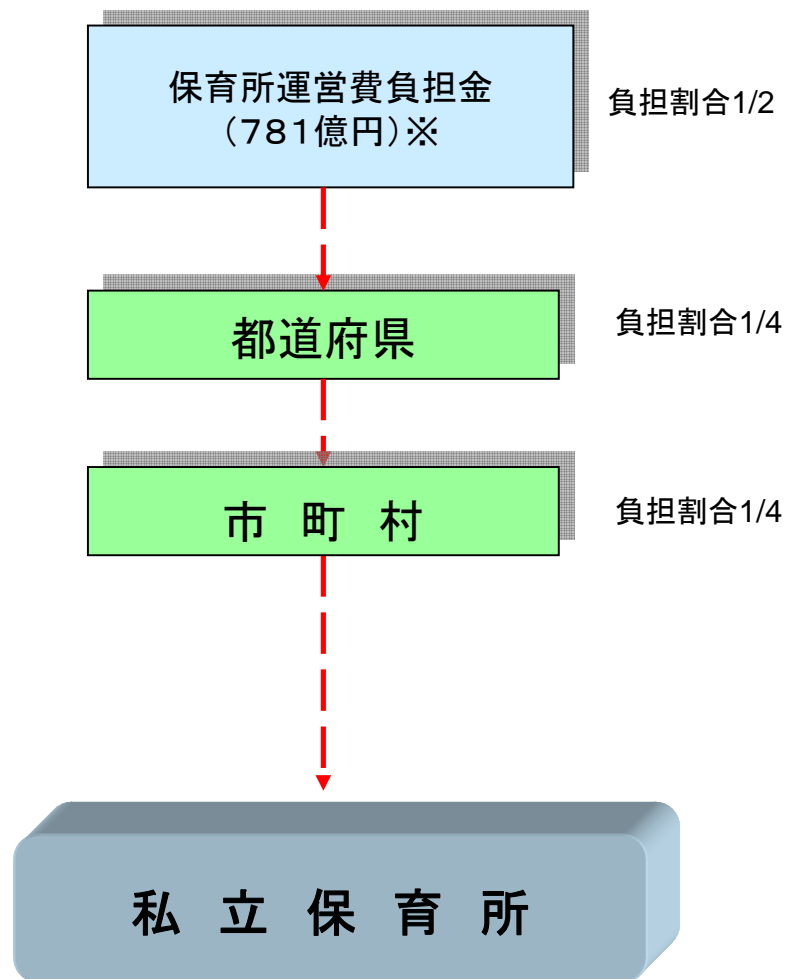 保育所運営費負担金
（７８１億円）※
負担割合1/2
都道府県
負担割合1/4
市　町　村
負担割合1/4
私　立　保　育　所